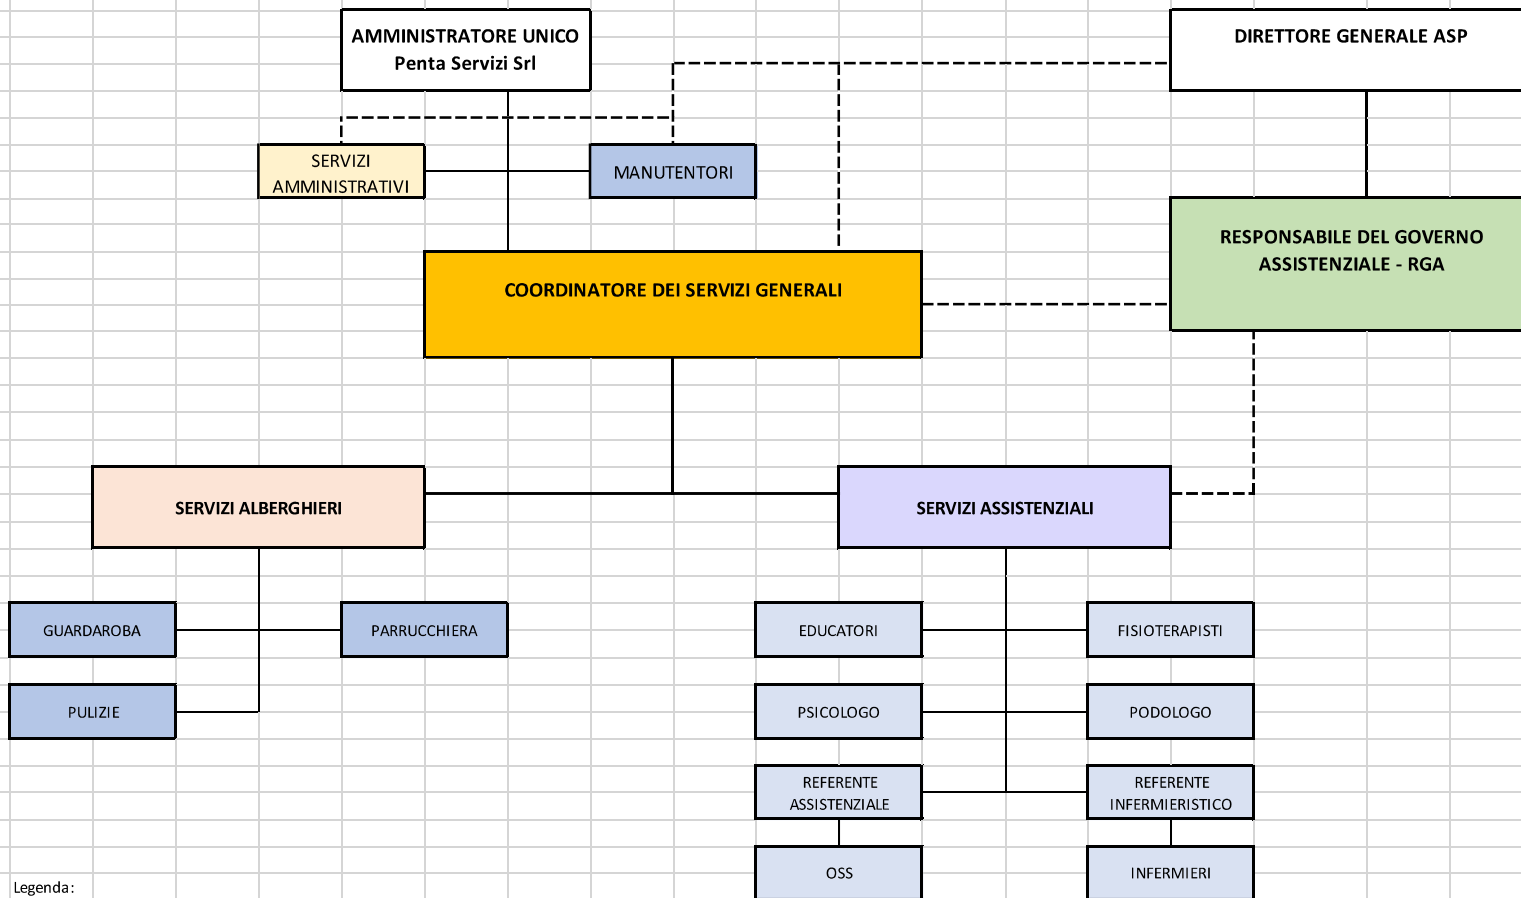 AMMINISTRATORE UNICO
Penta Servizi Srl
DIRETTORE GENERALE ASP
SERVIZI
AMMINISTRATIVI
MANUTENTORI
RESPONSABILE DEL GOVERNO
ASSISTENZIALE - RGA
COORDINATORE DEI SERVIZI GENERALI
SERVIZI ALBERGHIERI
SERVIZI ASSISTENZIALI
GUARDAROBA
PARRUCCHIERA
EDUCATORI
FISIOTERAPISTI
PULIZIE
PSICOLOGO
PODOLOGO
REFERENTE
ASSISTENZIALE
REFERENTE
INFERMIERISTICO
OSS
INFERMIERI
Legenda: